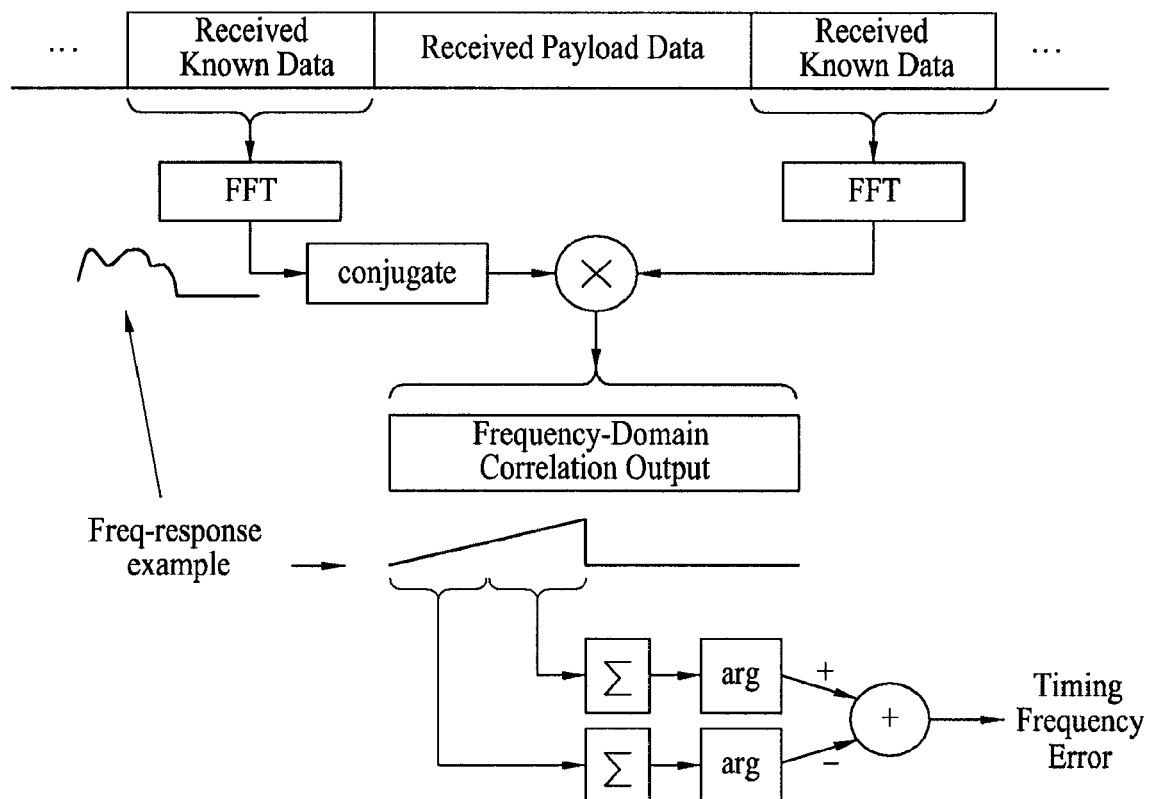 ...
Received
Known Data
Received Payload Data
Received
Known Data
...
FFT
FFT
conjugate
×
Frequency-Domain
Correlation Output
Freq-response
example
∑
arg
+
∑
arg
−
+
Timing
Frequency
Error